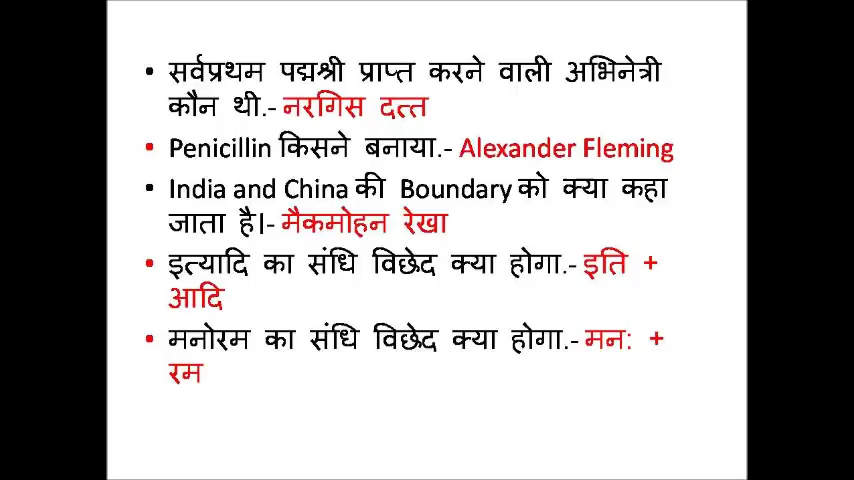 • सर्वप्रथम पद्मश्री प्राप्त करने वाली अभिनेत्री
कौन थी.- नरगिस दत्त
• Penicillin किसने बनाया.- Alexander Fleming
• India and China की Boundary को क्या कहा
जाता है।- मैकमोहन रेखा
• इत्यादि का संधि विछेद क्या होगा.- इति +
आदि
• मनोरम का संधि विछेद क्या होगा.- मन: +
रम